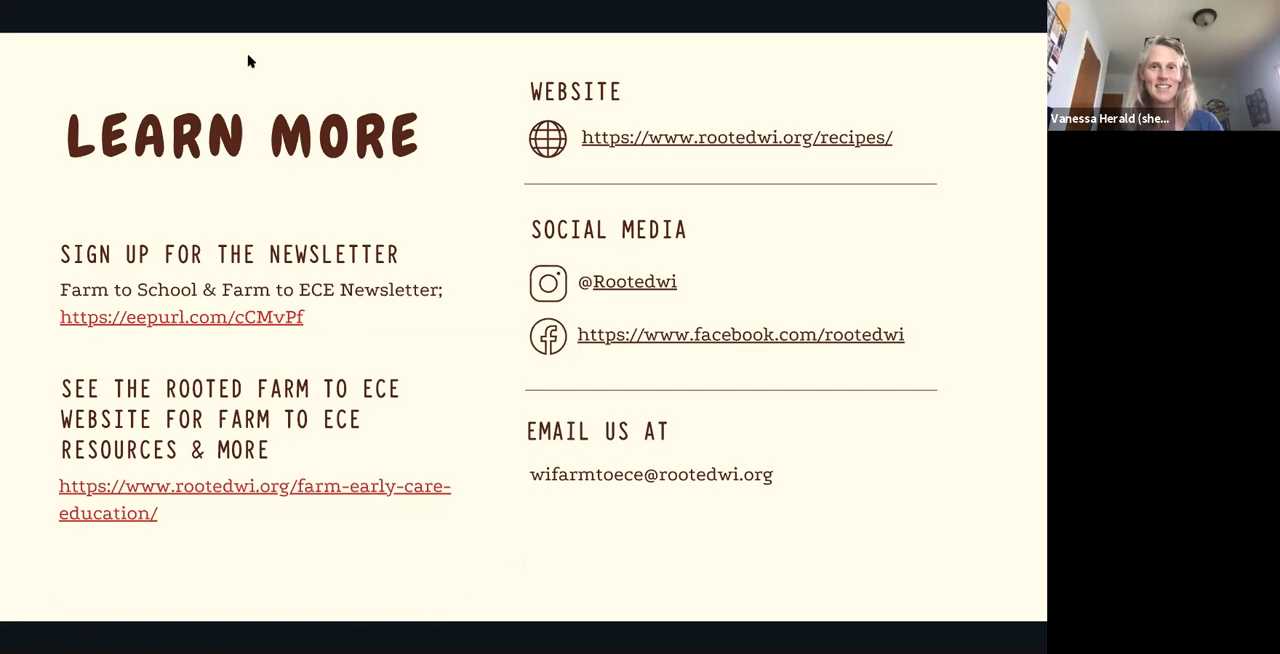 LEARN MORE
SIGN UP FOR THE NEWSLETTER
Farm to School & Farm to ECE Newsletter;
https://eepurl.com/cCMvPf
SEE THE ROOTED FARM TO ECE
WEBSITE FOR FARM TO ECE
RESOURCES & MORE
https://www.rootedwi.org/farm-early-care-
education/
WEBSITE
https://www.rootedwi.org/recipes/
SOCIAL MEDIA
@Rootedwi
https://www.facebook.com/rootedwi
EMAIL US AT
wifarmtoece@rootedwi.org
Vanessa Herald (she...